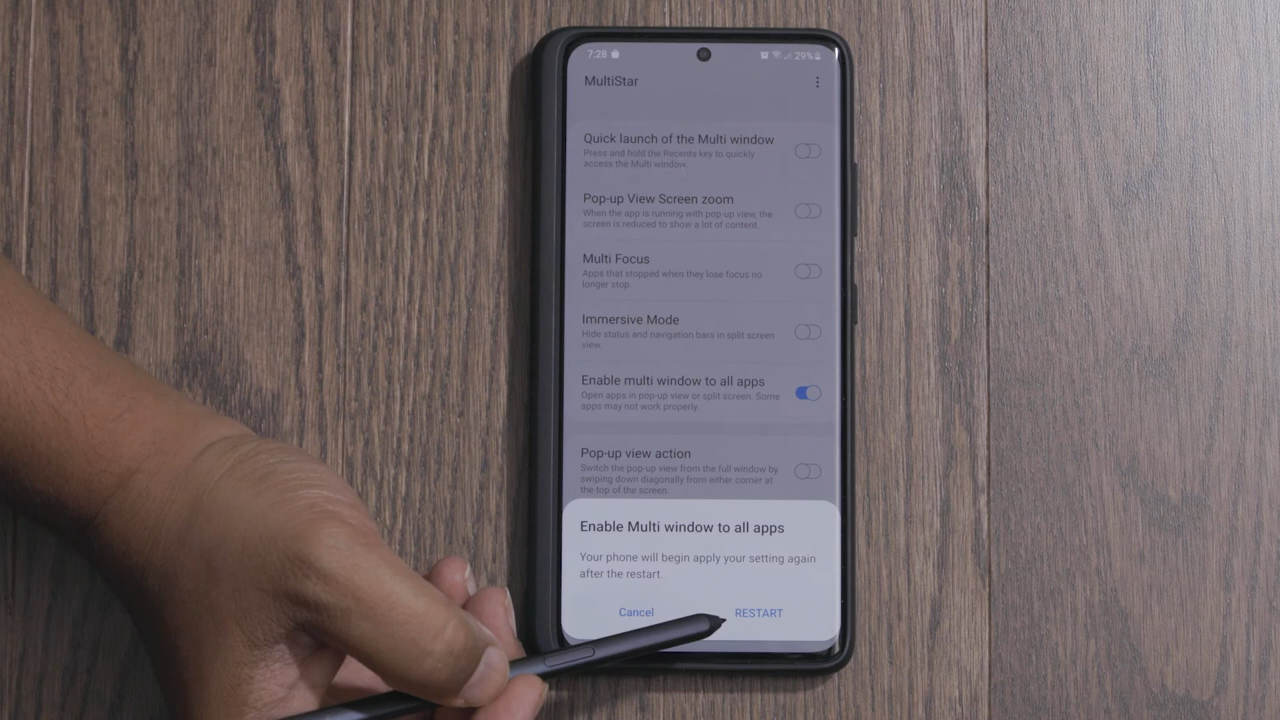 7:28
29%
MultiStar
Quick launch of the Multi window
Press and hold the Recents key to quickly
access the Multi window.
Pop-up View Screen zoom
When the app is running with pop-up view, the
screen is reduced to show a lot of content.
Multi Focus
Apps that stopped when they lose focus no
longer stop.
Immersive Mode
Hide status and navigation bars in split screen
view.
Enable multi window to all apps
Open apps in pop-up view or split screen. Some
apps may not work properly.
Pop-up view action
Switch the pop-up view from the full window by
swiping down diagonally from either corner at
the top of the screen.
Enable Multi window to all apps
Your phone will begin apply your setting again
after the restart.
Cancel
RESTART